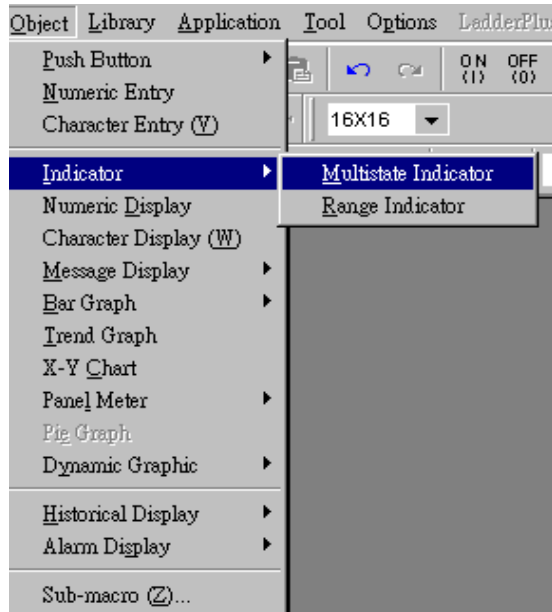 Object Library Application Tool Options LadderPlu
Push Button
Numeric Entry
Character Entry (V)
ON OFF
(1) (0)
16X16
Indicator
Multistate Indicator
Range Indicator
Numeric Display
Character Display (W)
Message Display
Bar Graph
Trend Graph
X-Y Chart
Panel Meter
Pie Graph
Dynamic Graphic
Historical Display
Alarm Display
Sub-macro (Z)...